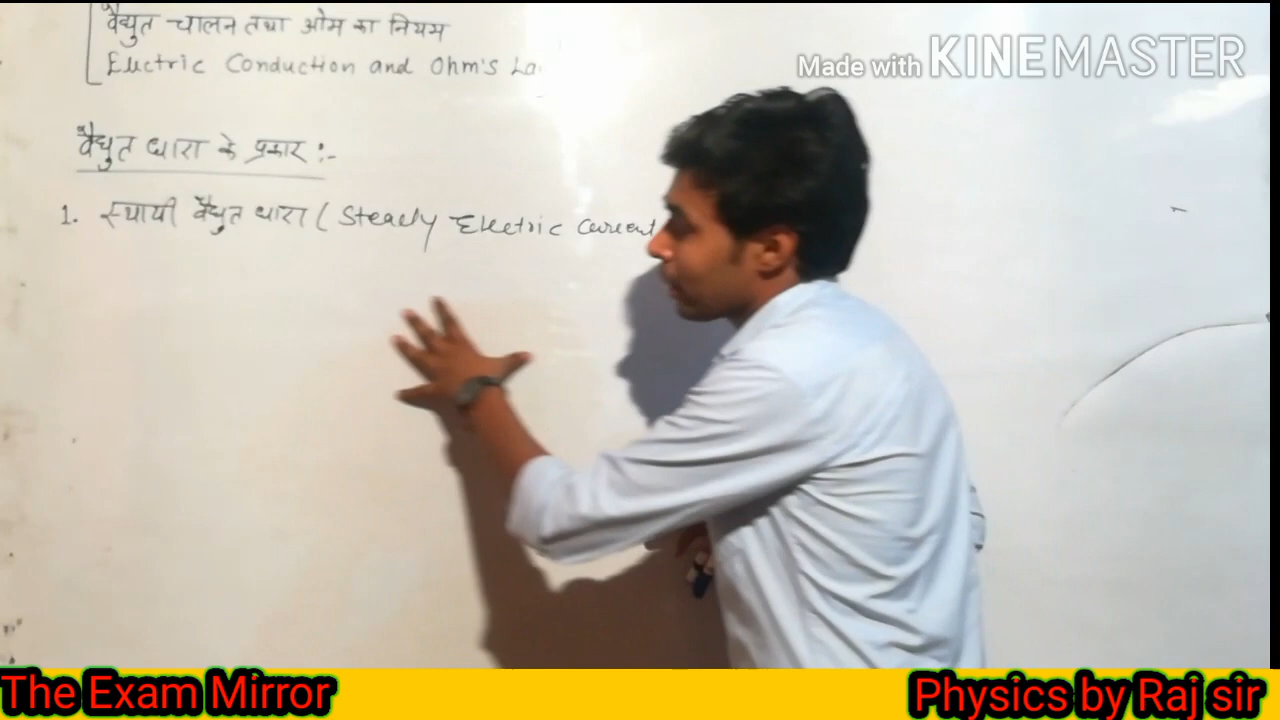 वैद्युत चालन तथा ओम का नियम
Electric Conduction and Ohm's La
Made with KINEMASTER
वैद्युत धारा के प्रकार :-
1. स्थायी वैद्युत धारा ( Steady Electric Current
The Exam Mirror
Physics by Raj sir